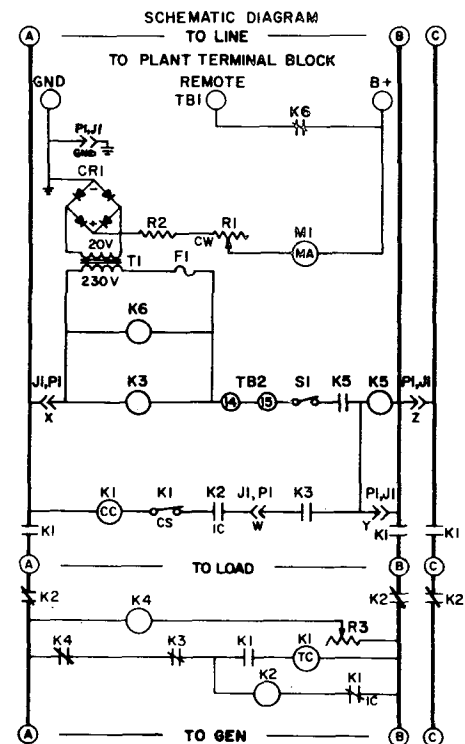 SCHEMATIC DIAGRAM
A TO LINE B C
TO PLANT TERMINAL BLOCK
GND REMOTE TB1 B+
K6
P1,J1
GND
CR1
- +
R2 R1
CW
M1
MA
20V
T1 F1
230V
K6
J1,P1 K3 TB2 S1 K5 K5 P1,J1
X 14 15 Z
K1 K1 K2 J1,P1 K3 P1,J1
CC CS 1C W Y
K1 K1 K1
A TO LOAD B C
K2 K4 K2 K2
R3
K4 K3 K1 K1
TC
K2 K1
1C
A TO GEN B C